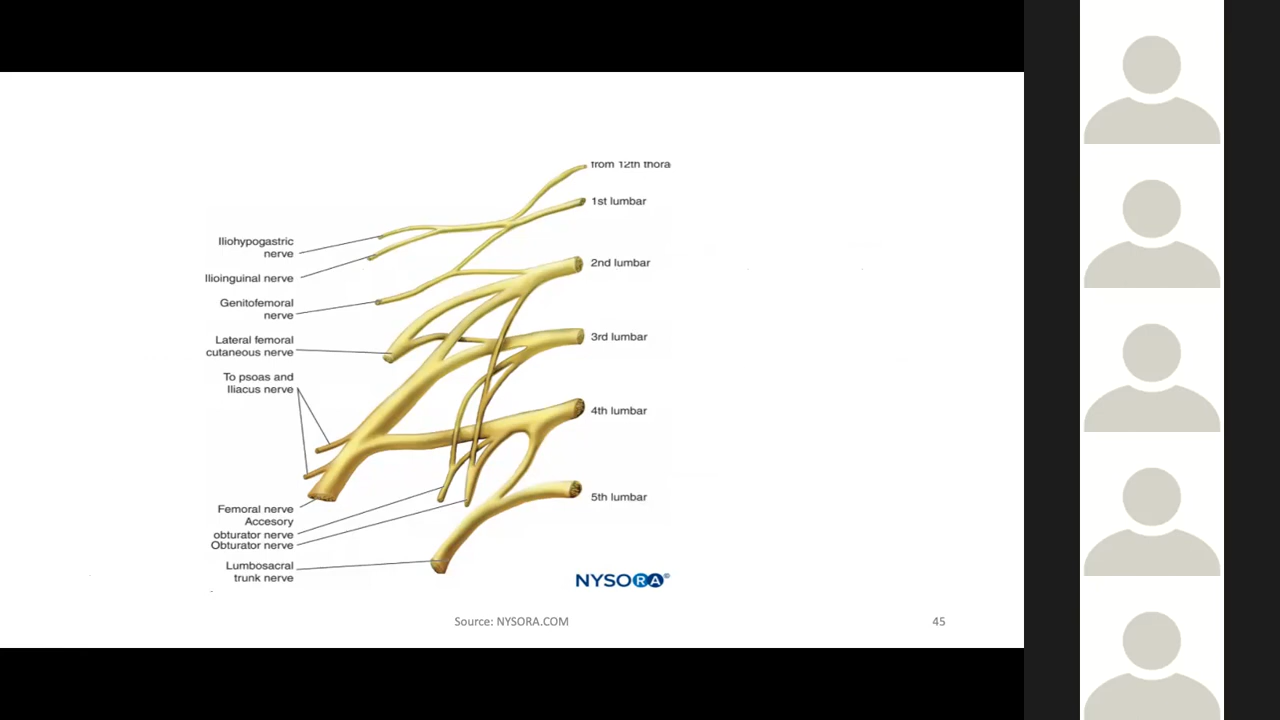 from 12th thora
1st lumbar
Iliohypogastric
nerve
2nd lumbar
Ilioinguinal nerve
Genitofemoral
nerve
3rd lumbar
Lateral femoral
cutaneous nerve
To psoas and
Iliacus nerve
4th lumbar
5th lumbar
Femoral nerve
Accesory
obturator nerve
Obturator nerve
Lumbosacral
trunk nerve
NYSORA
Source: NYSORA.COM
45